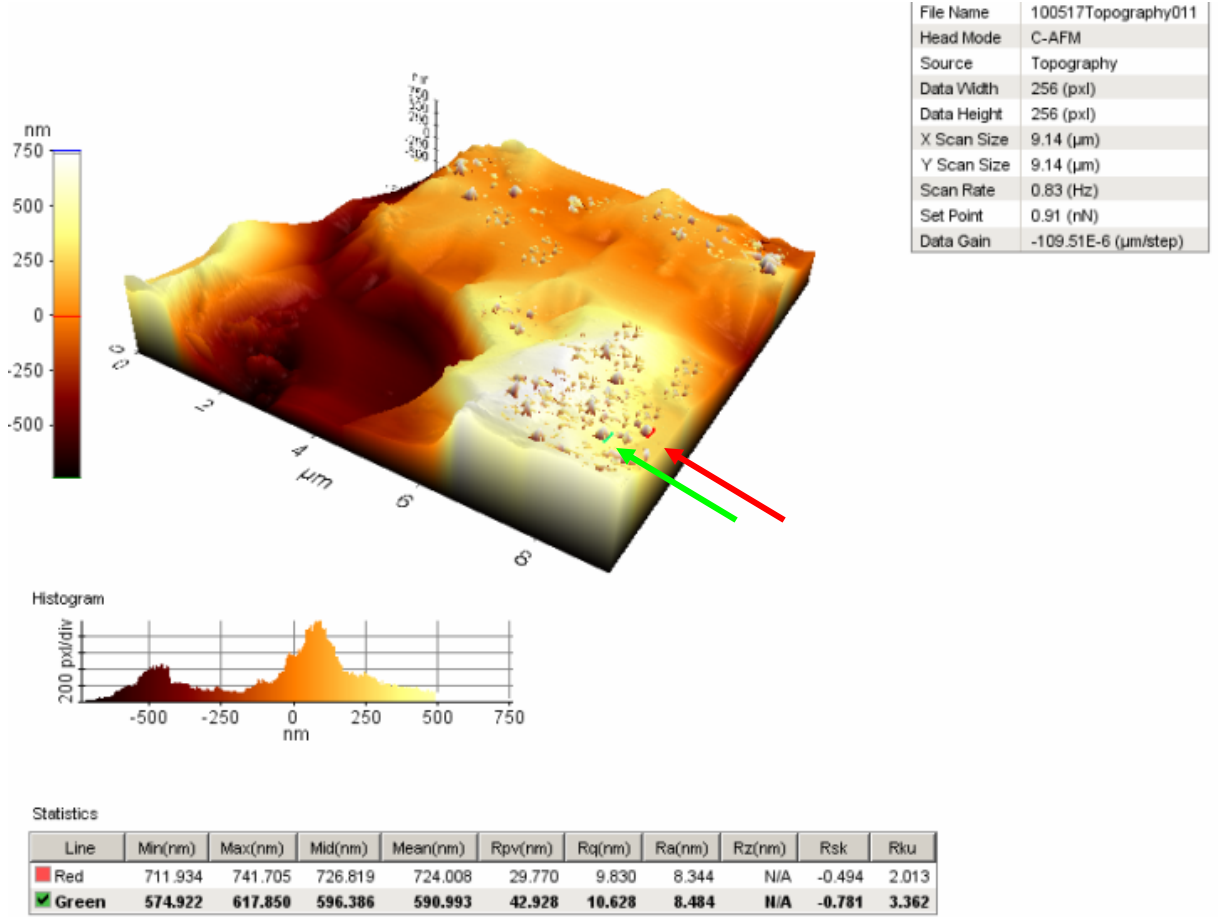 File Name 100517Topography011
Head Mode C-AFM
Source Topography
Data Width 256 (pxl)
Data Height 256 (pxl)
X Scan Size 9.14 (µm)
Y Scan Size 9.14 (µm)
Scan Rate 0.83 (Hz)
Set Point 0.91 (nN)
Data Gain -109.51E-6 (µm/step)
nm
750
500
250
0
-250
-500
0
0
2
4
µm
6
8
Histogram
200 pxl/div
-500 -250 0 250 500 750
nm
Statistics
Line Min(nm) Max(nm) Mid(nm) Mean(nm) Rpv(nm) Rq(nm) Ra(nm) Rz(nm) Rsk Rku
Red 711.934 741.705 726.819 724.008 29.770 9.830 8.344 N/A -0.494 2.013
Green 574.922 617.850 596.386 590.993 42.928 10.628 8.484 N/A -0.781 3.362